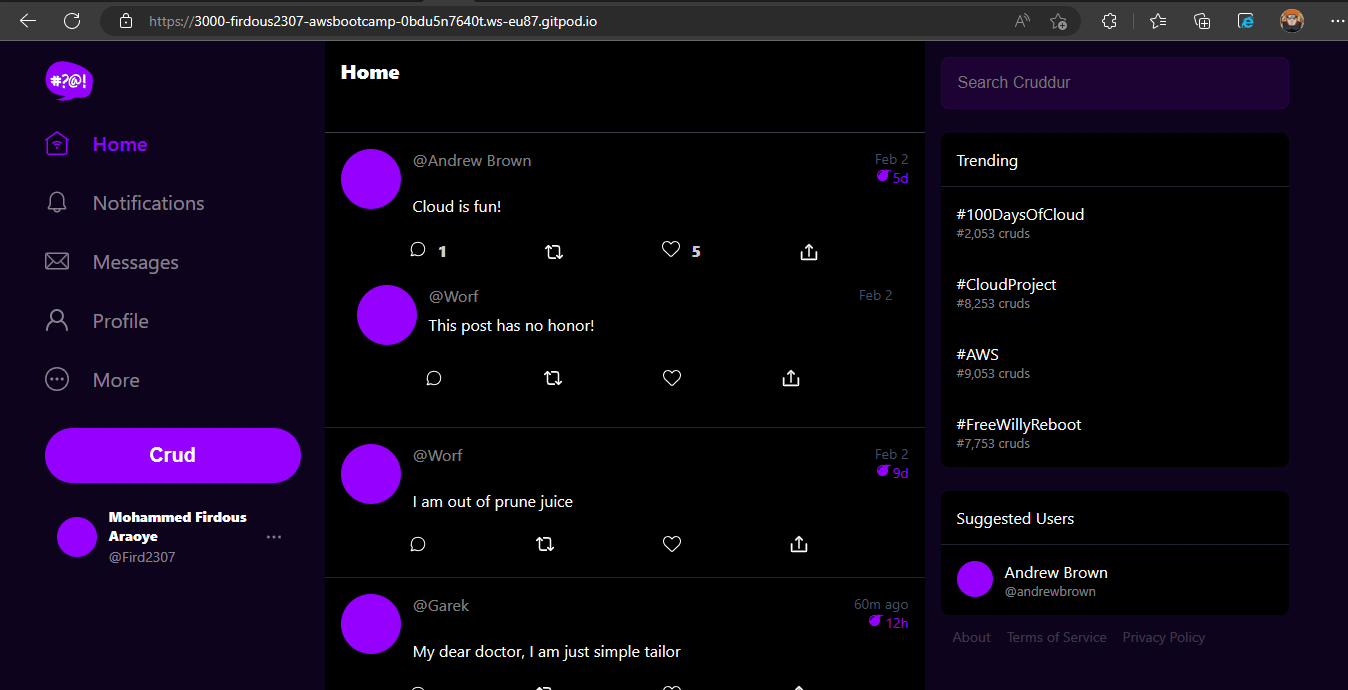 https://3000-firdous2307-awsbootcamp-0bdu5n7640t.ws-eu87.gitpod.io
#?@!
Home
Notifications
Messages
Profile
More
Crud
Mohammed Firdous
Araoye
@Fird2307
Home
@Andrew Brown
Feb 2
5d
Cloud is fun!
1
5
@Worf
Feb 2
This post has no honor!
@Worf
Feb 2
9d
I am out of prune juice
@Garek
60m ago
12h
My dear doctor, I am just simple tailor
Search Cruddur
Trending
#100DaysOfCloud
#2,053 cruds
#CloudProject
#8,253 cruds
#AWS
#9,053 cruds
#FreeWillyReboot
#7,753 cruds
Suggested Users
Andrew Brown
@andrewbrown
About Terms of Service Privacy Policy